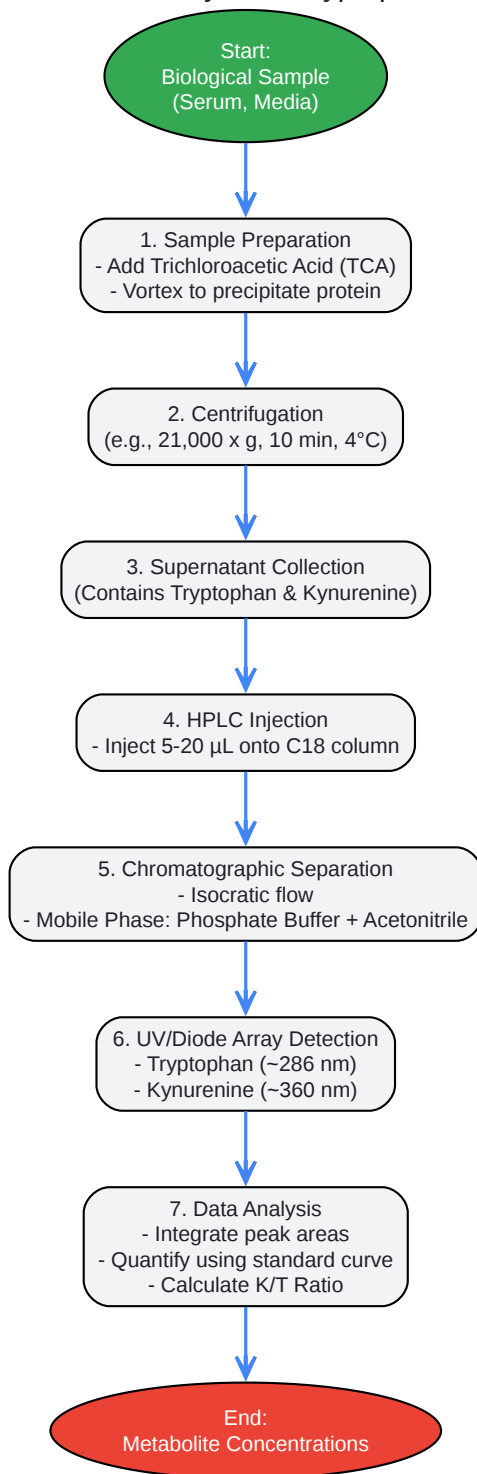 Start:
Biological Sample
(Serum, Media)
1. Sample Preparation
- Add Trichloroacetic Acid (TCA)
- Vortex to precipitate protein
2. Centrifugation
(e.g., 21,000 x g, 10 min, 4°C)
3. Supernatant Collection
(Contains Tryptophan & Kynurenine)
4. HPLC Injection
- Inject 5-20 µL onto C18 column
5. Chromatographic Separation
- Isocratic flow
- Mobile Phase: Phosphate Buffer + Acetonitrile
6. UV/Diode Array Detection
- Tryptophan (~286 nm)
- Kynurenine (~360 nm)
7. Data Analysis
- Integrate peak areas
- Quantify using standard curve
- Calculate K/T Ratio
End:
Metabolite Concentrations